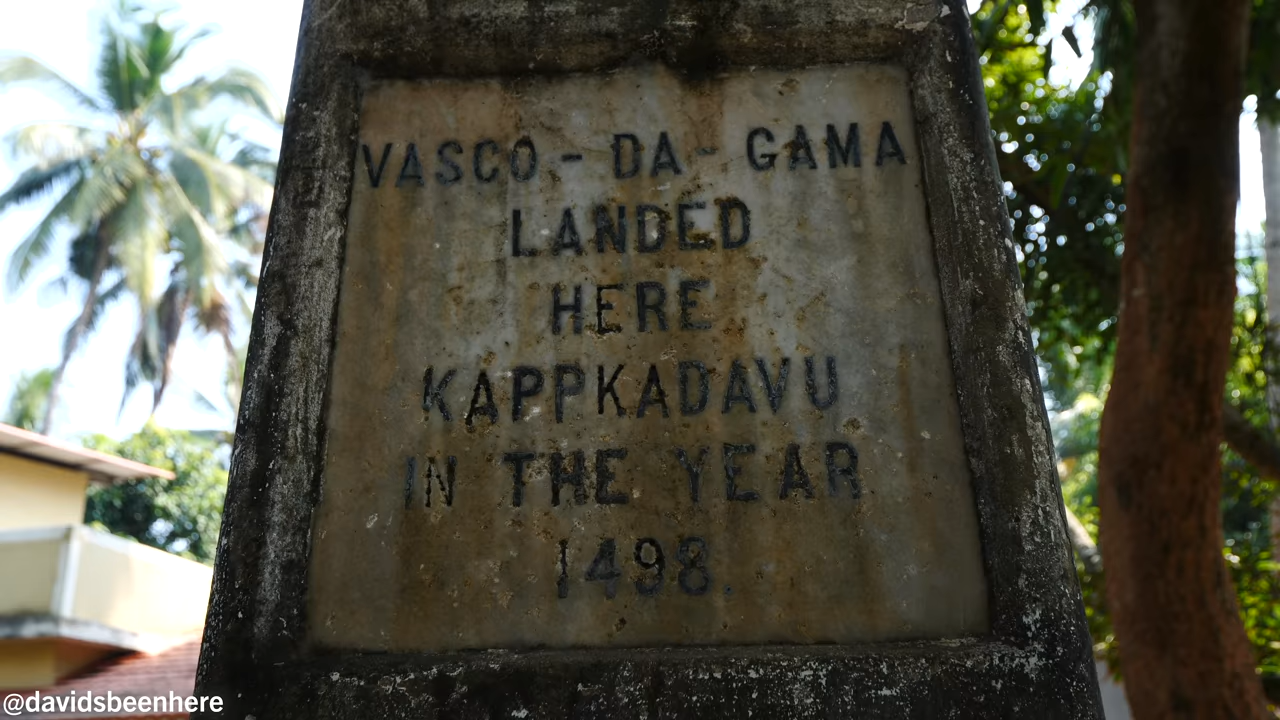 VASCO - DA - GAMA
LANDED
HERE
KAPPKADAVU
IN THE YEAR
1498.
@davidsbeenhere